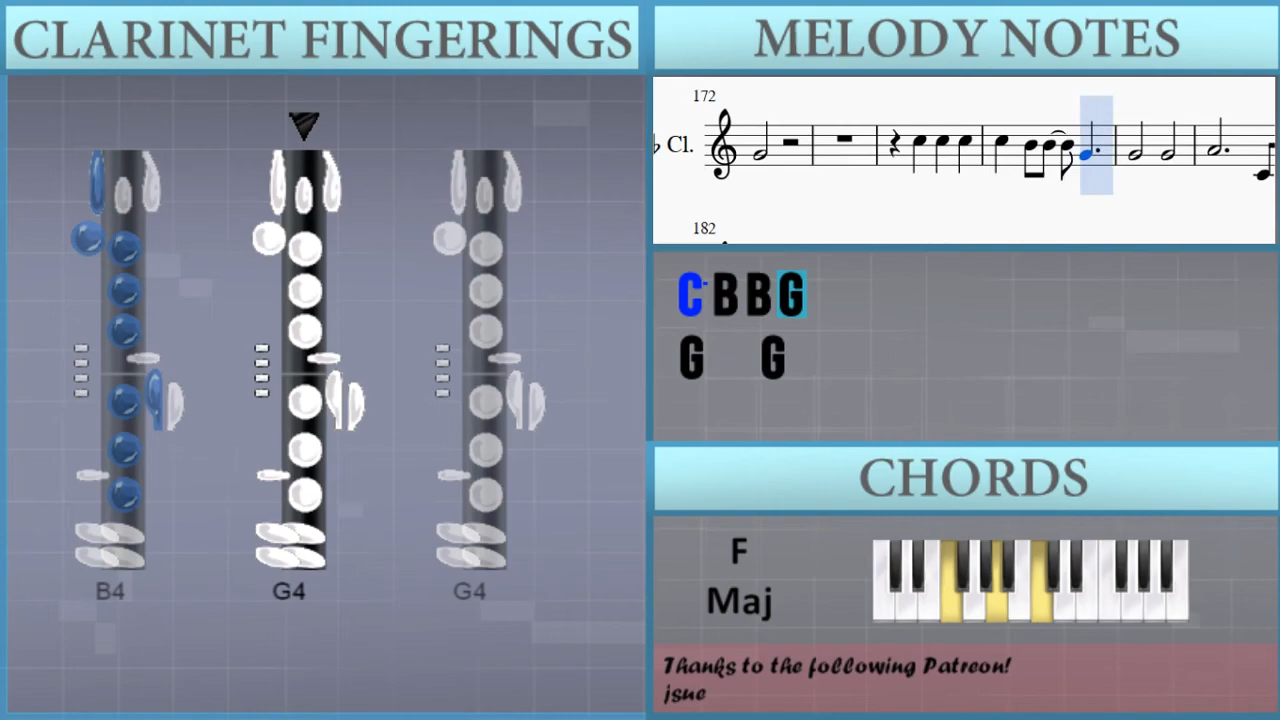 CLARINET FINGERINGS
MELODY NOTES
172
♭ Cl.
182
C B B G
G G
B4 G4 G4
CHORDS
F
Maj
Thanks to the following Patreon!
jsue